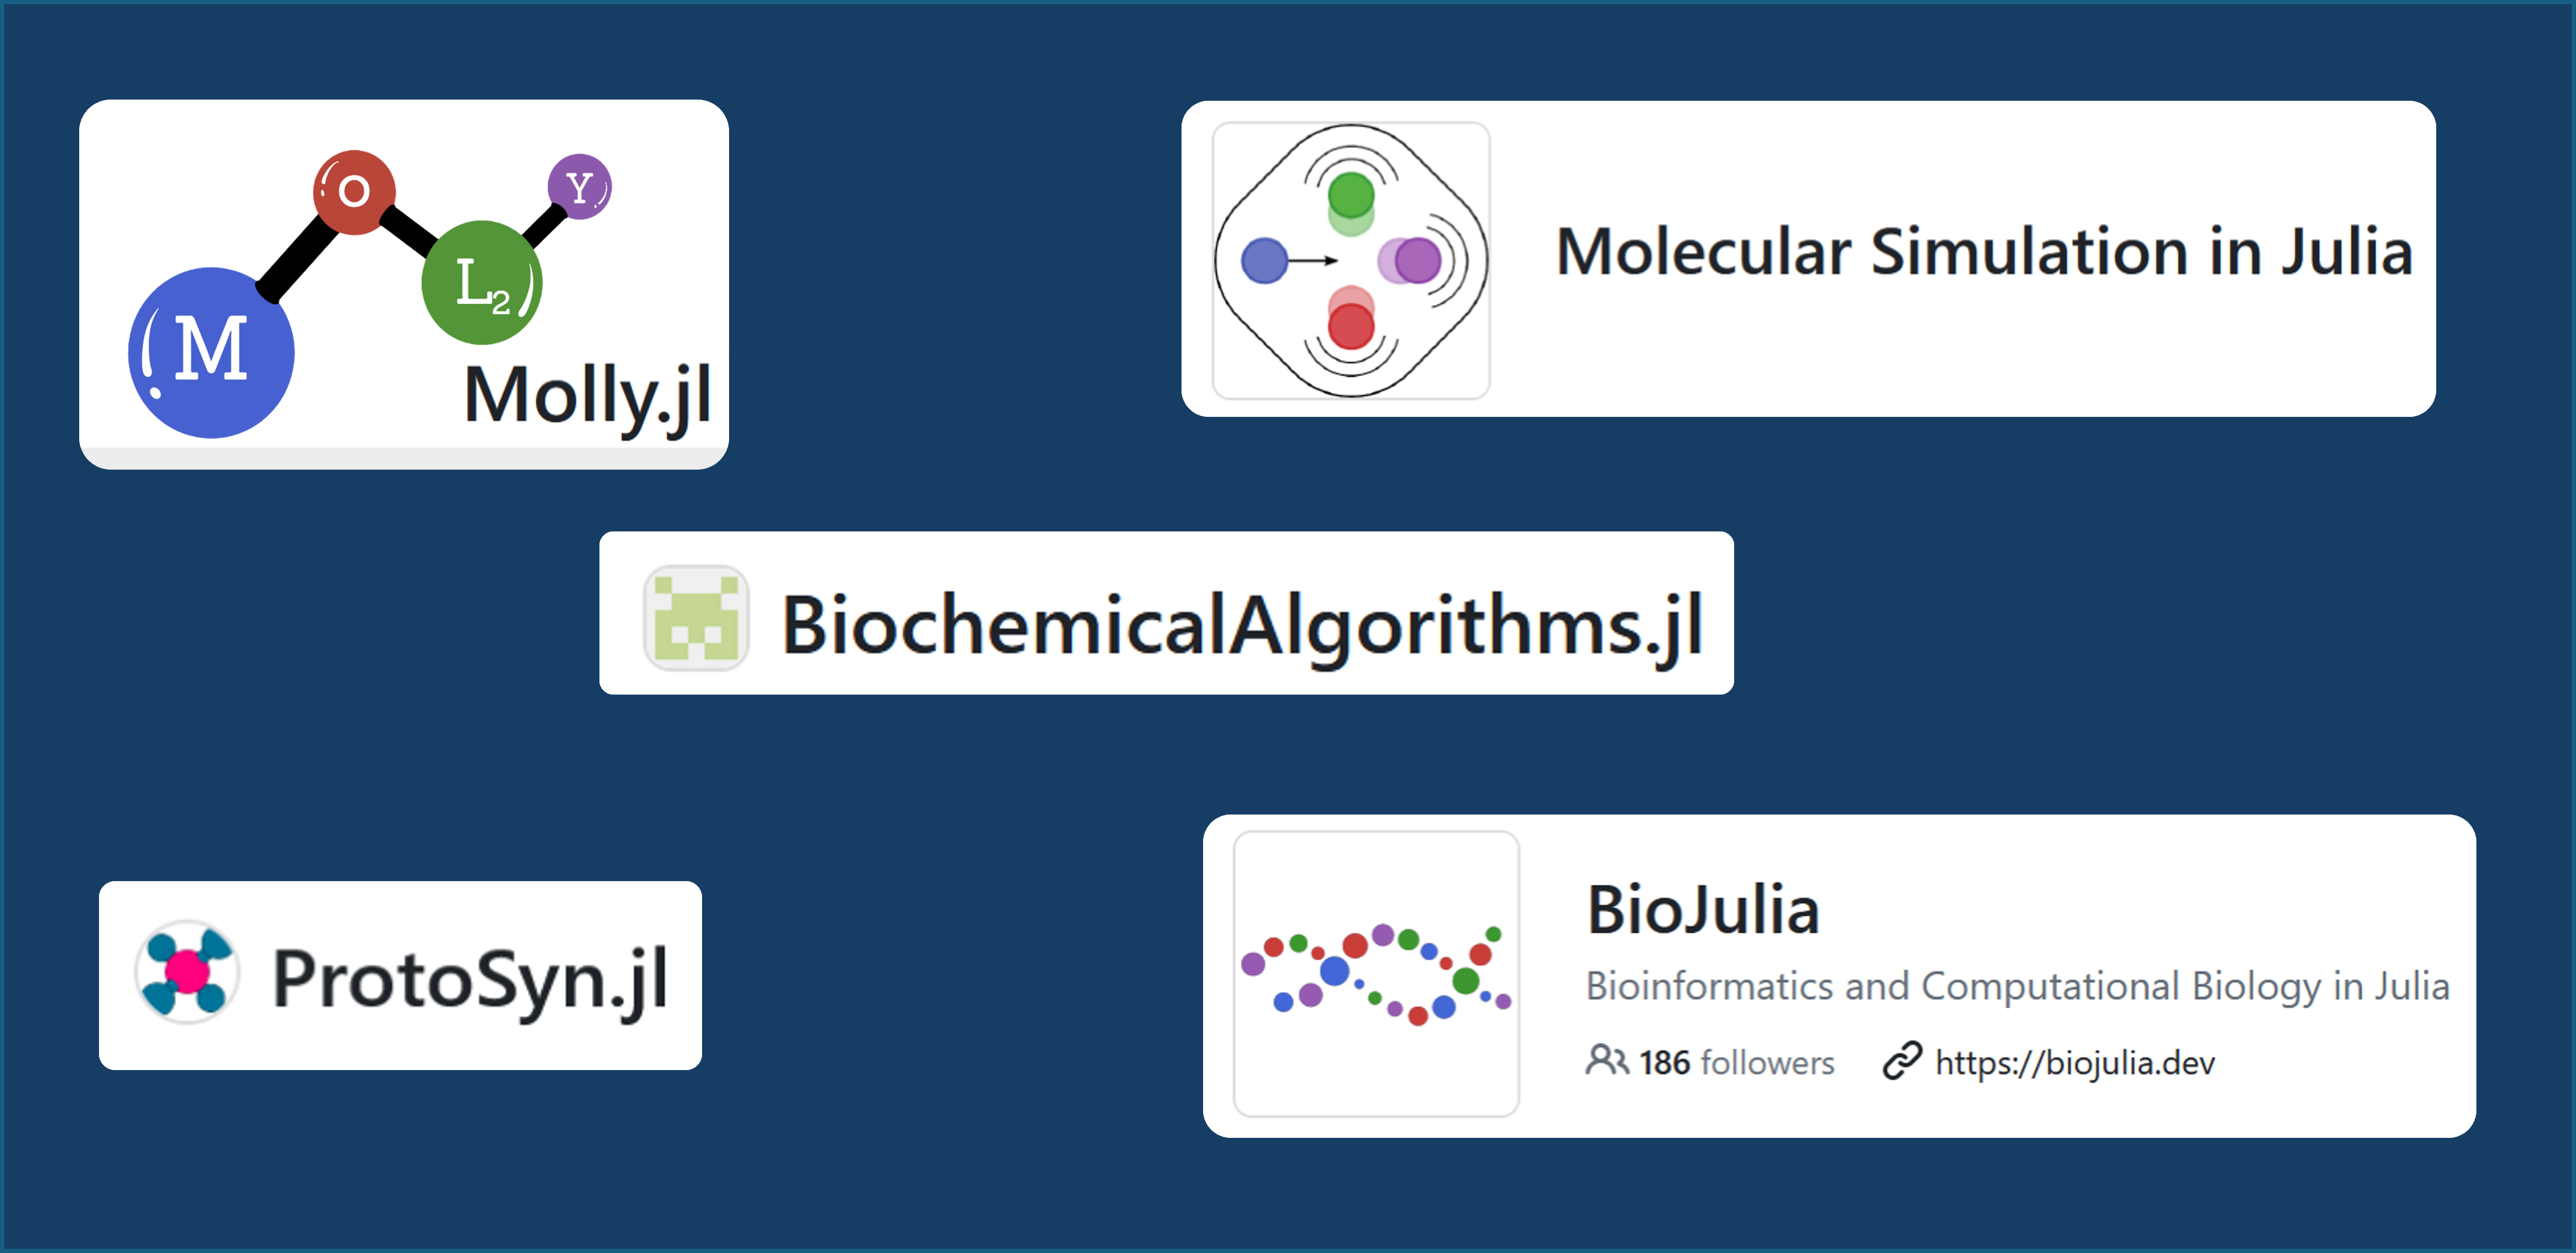 M
O
L2
Y
Molly.jl
Molecular Simulation in Julia
BiochemicalAlgorithms.jl
ProtoSyn.jl
BioJulia
Bioinformatics and Computational Biology in Julia
186 followers
https://biojulia.dev